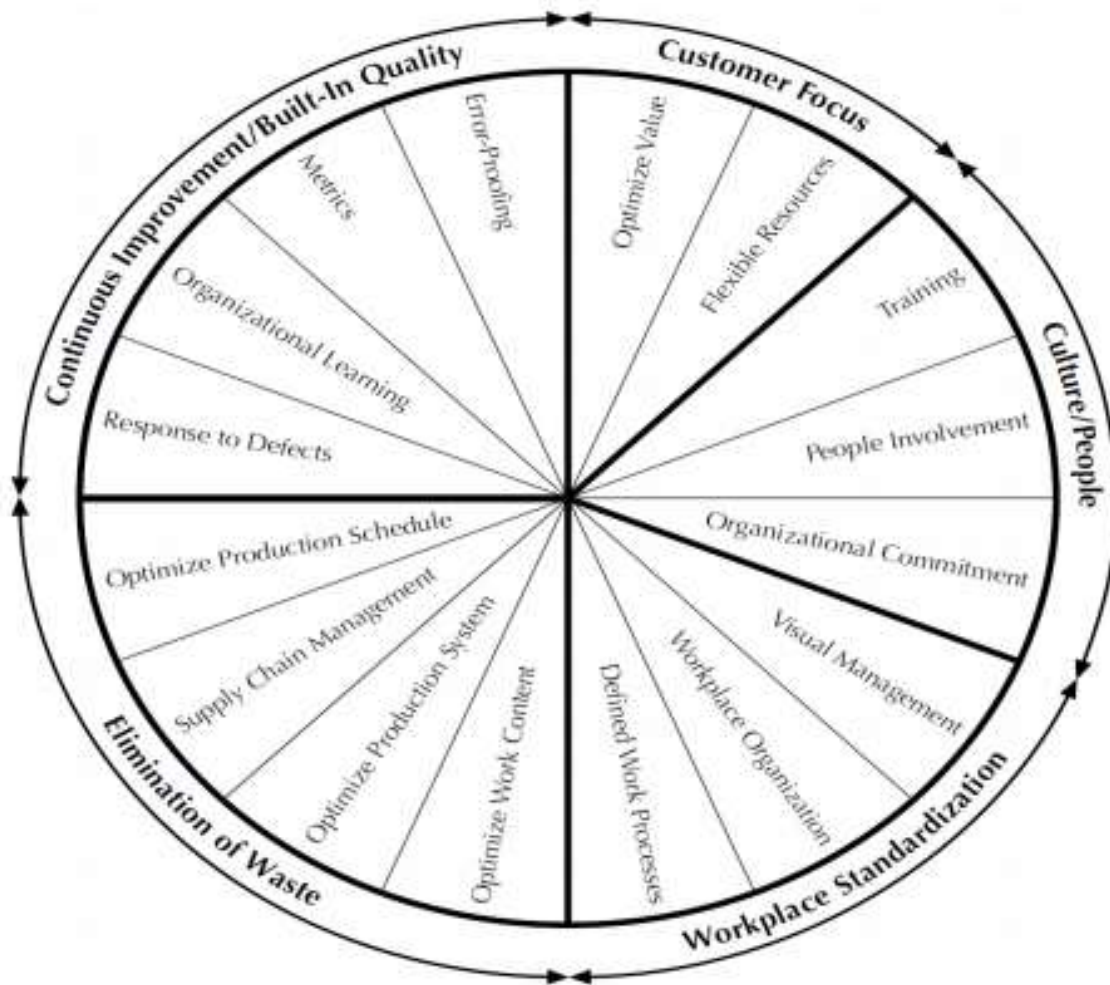 Customer Focus
Optimize Value
Flexible Resources
Culture/People
Training
People Involvement
Organizational Commitment
Workplace Standardization
Visual Management
Workplace Organization
Defined Work Processes
Elimination of Waste
Optimize Work Content
Optimize Production System
Supply Chain Management
Optimize Production Schedule
Continuous Improvement/Built-In Quality
Response to Defects
Organizational Learning
Metrics
Error-Proofing